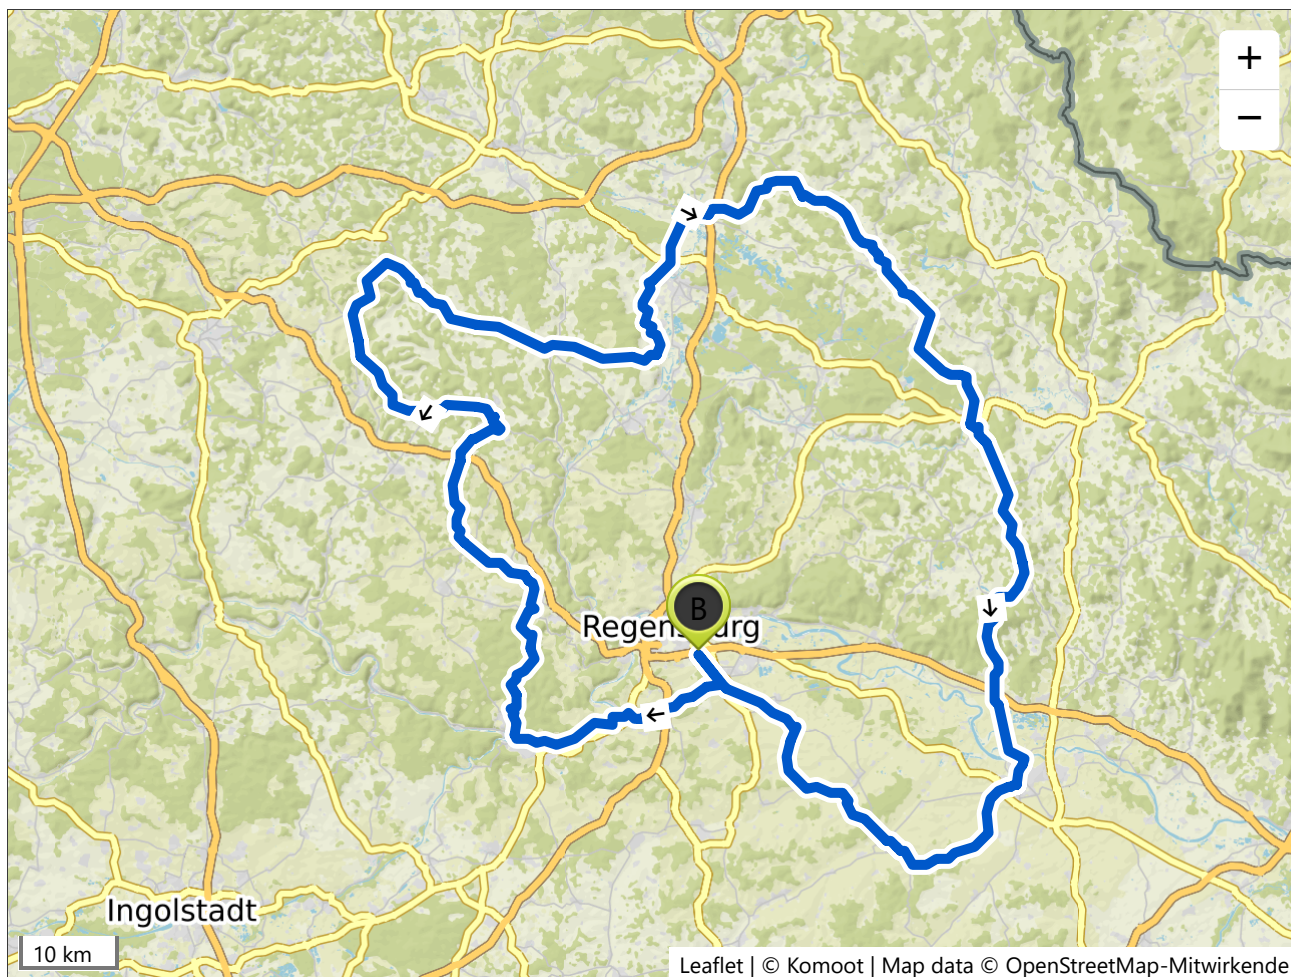 +
−
B
Regensburg
Ingolstadt
10 km
Leaflet | © Komoot | Map data © OpenStreetMap-Mitwirkende